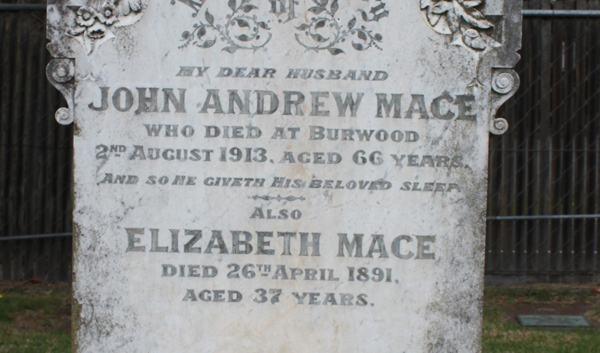 OF
MY DEAR HUSBAND
JOHN ANDREW MACE
WHO DIED AT BURWOOD
2ND AUGUST 1913. AGED 66 YEARS.
AND SO HE GIVETH HIS BELOVED SLEEP.
ALSO
ELIZABETH MACE
DIED 26TH APRIL 1891.
AGED 37 YEARS.